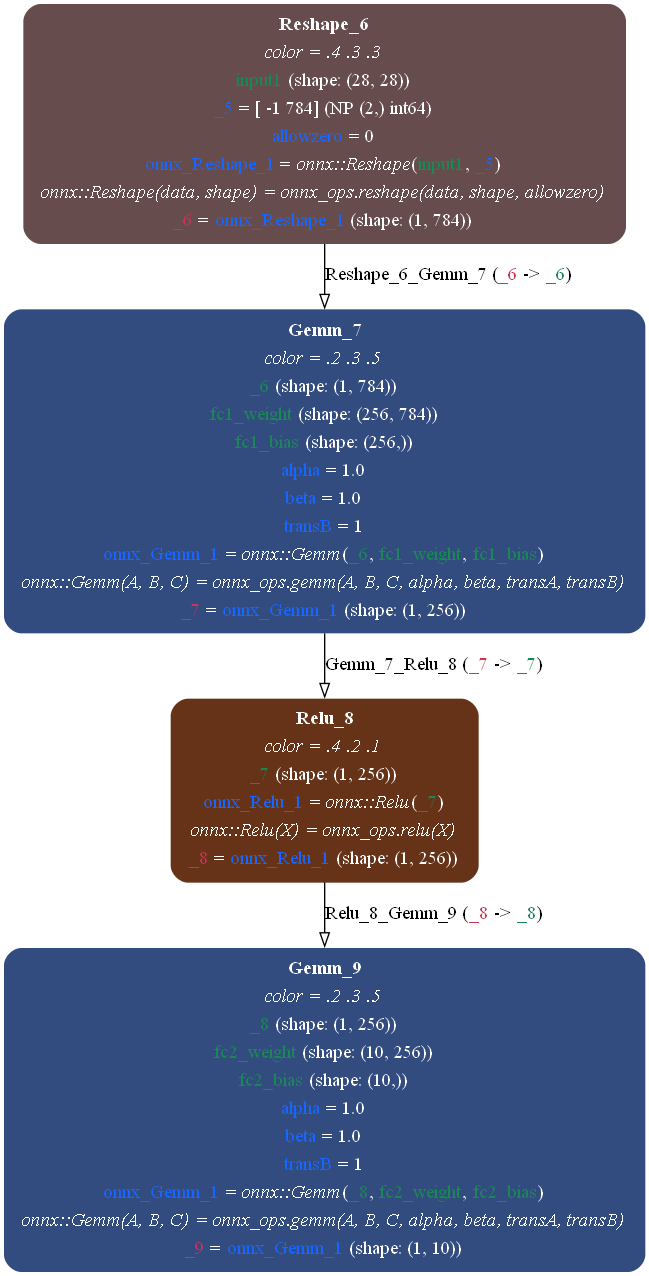 Reshape_6
color = .4 .3 .3
input1 (shape: (28, 28))
_5 = [ -1 784] (NP (2,) int64)
allowzero = 0
onnx_Reshape_1 = onnx::Reshape(input1, _5)
onnx::Reshape(data, shape) = onnx_ops.reshape(data, shape, allowzero)
_6 = onnx_Reshape_1 (shape: (1, 784))
Reshape_6_Gemm_7 (_6 -> _6)
Gemm_7
color = .2 .3 .5
_6 (shape: (1, 784))
fc1_weight (shape: (256, 784))
fc1_bias (shape: (256,))
alpha = 1.0
beta = 1.0
transB = 1
onnx_Gemm_1 = onnx::Gemm(_6, fc1_weight, fc1_bias)
onnx::Gemm(A, B, C) = onnx_ops.gemm(A, B, C, alpha, beta, transA, transB)
_7 = onnx_Gemm_1 (shape: (1, 256))
Gemm_7_Relu_8 (_7 -> _7)
Relu_8
color = .4 .2 .1
_7 (shape: (1, 256))
onnx_Relu_1 = onnx::Relu(_7)
onnx::Relu(X) = onnx_ops.relu(X)
_8 = onnx_Relu_1 (shape: (1, 256))
Relu_8_Gemm_9 (_8 -> _8)
Gemm_9
color = .2 .3 .5
_8 (shape: (1, 256))
fc2_weight (shape: (10, 256))
fc2_bias (shape: (10,))
alpha = 1.0
beta = 1.0
transB = 1
onnx_Gemm_1 = onnx::Gemm(_8, fc2_weight, fc2_bias)
onnx::Gemm(A, B, C) = onnx_ops.gemm(A, B, C, alpha, beta, transA, transB)
_9 = onnx_Gemm_1 (shape: (1, 10))